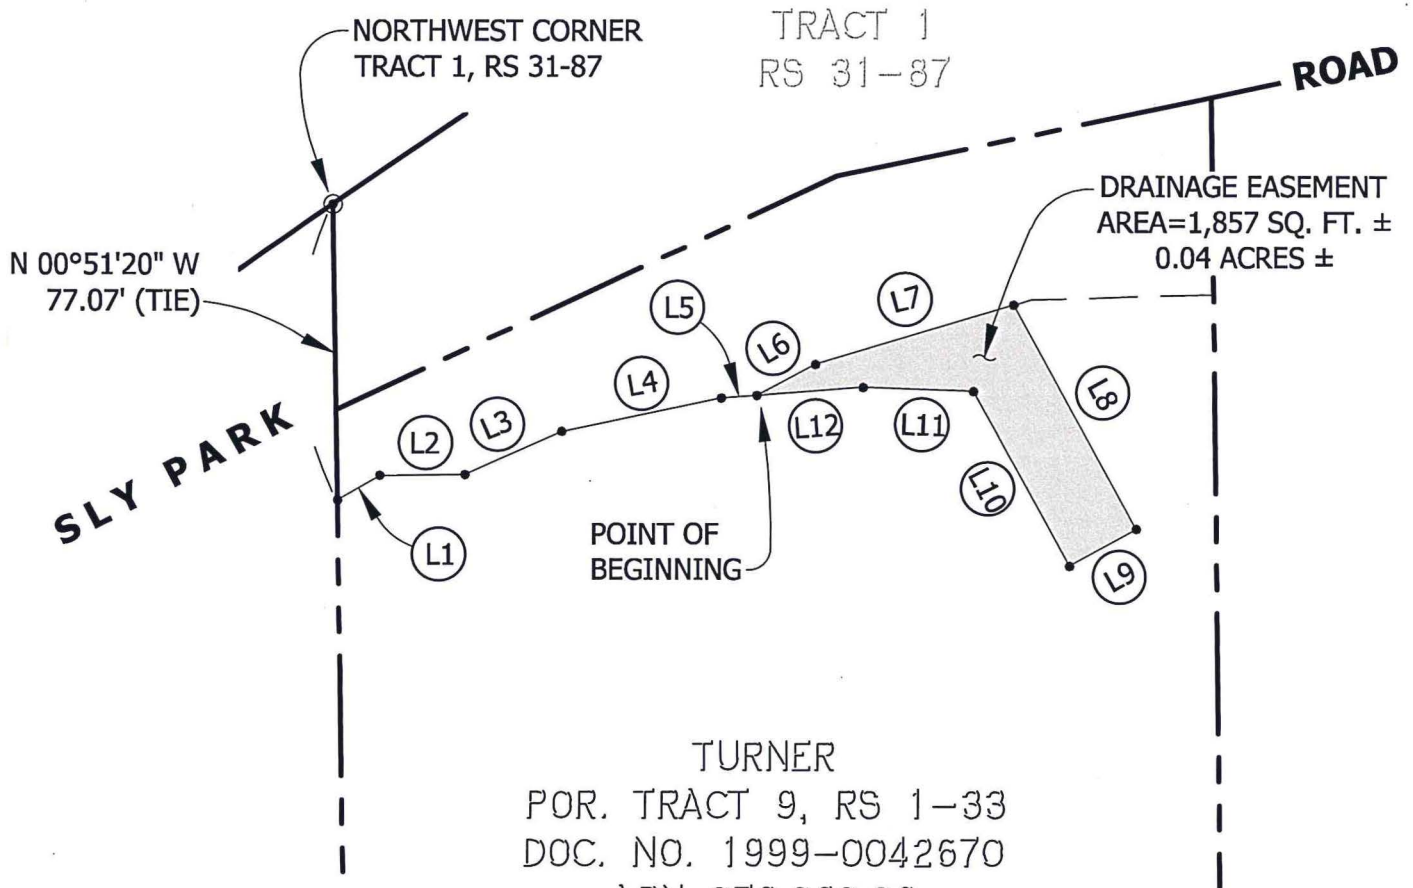 TRACT 1
RS 31-87
NORTHWEST CORNER
TRACT 1, RS 31-87
ROAD
DRAINAGE EASEMENT
AREA=1,857 SQ. FT. ±
0.04 ACRES ±
N 00°51'20" W
77.07' (TIE)
L5
L7
L6
L4
L8
SLY PARK
L2
L3
L12
L11
L10
L1
POINT OF
BEGINNING
L9
TURNER
POR. TRACT 9, RS 1-33
DOC. NO. 1999-0042670